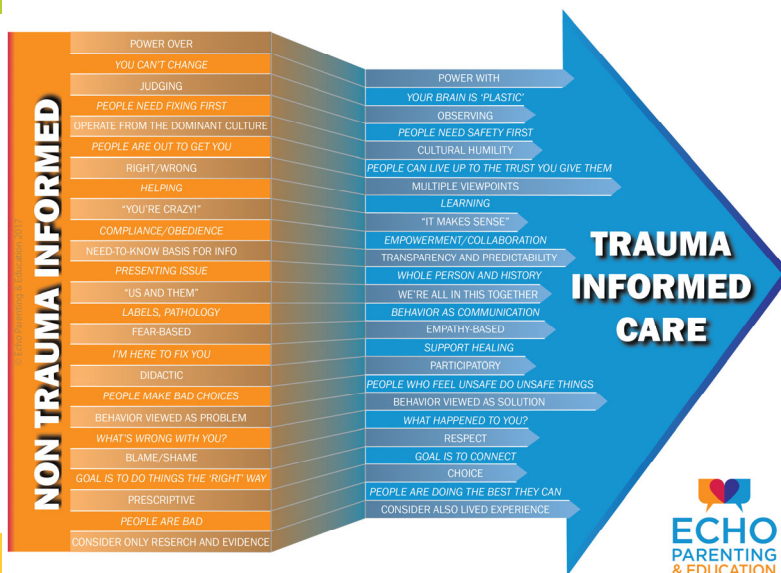 NON TRAUMA INFORMED
© Echo Parenting & Education 2017
POWER OVER
YOU CAN'T CHANGE
JUDGING
PEOPLE NEED FIXING FIRST
OPERATE FROM THE DOMINANT CULTURE
PEOPLE ARE OUT TO GET YOU
RIGHT/WRONG
HELPING
"YOU'RE CRAZY!"
COMPLIANCE/OBEDIENCE
NEED-TO-KNOW BASIS FOR INFO
PRESENTING ISSUE
"US AND THEM"
LABELS, PATHOLOGY
FEAR-BASED
I'M HERE TO FIX YOU
DIDACTIC
PEOPLE MAKE BAD CHOICES
BEHAVIOR VIEWED AS PROBLEM
WHAT'S WRONG WITH YOU?
BLAME/SHAME
GOAL IS TO DO THINGS THE 'RIGHT' WAY
PRESCRIPTIVE
PEOPLE ARE BAD
CONSIDER ONLY RESERCH AND EVIDENCE
POWER WITH
YOUR BRAIN IS 'PLASTIC'
OBSERVING
PEOPLE NEED SAFETY FIRST
CULTURAL HUMILITY
PEOPLE CAN LIVE UP TO THE TRUST YOU GIVE THEM
MULTIPLE VIEWPOINTS
LEARNING
"IT MAKES SENSE"
EMPOWERMENT/COLLABORATION
TRANSPARENCY AND PREDICTABILITY
WHOLE PERSON AND HISTORY
WE'RE ALL IN THIS TOGETHER
BEHAVIOR AS COMMUNICATION
EMPATHY-BASED
SUPPORT HEALING
PARTICIPATORY
PEOPLE WHO FEEL UNSAFE DO UNSAFE THINGS
BEHAVIOR VIEWED AS SOLUTION
WHAT HAPPENED TO YOU?
RESPECT
GOAL IS TO CONNECT
CHOICE
PEOPLE ARE DOING THE BEST THEY CAN
CONSIDER ALSO LIVED EXPERIENCE
TRAUMA
INFORMED
CARE
ECHO
PARENTING
& EDUCATION